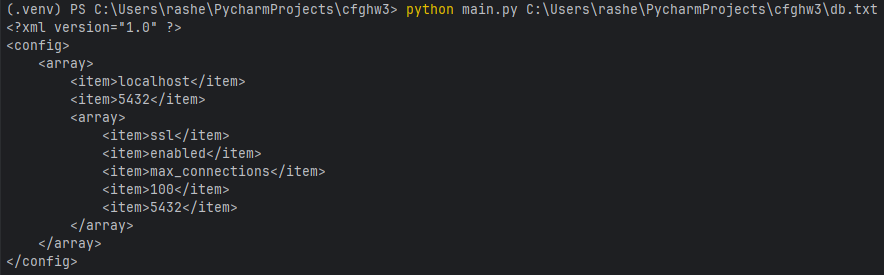 (.venv) PS C:\Users\rashe\PycharmProjects\cfghw3> python main.py C:\Users\rashe\PycharmProjects\cfghw3\db.txt
<?xml version="1.0" ?>
<config>
    <array>
        <item>localhost</item>
        <item>5432</item>
        <array>
            <item>ssl</item>
            <item>enabled</item>
            <item>max_connections</item>
            <item>100</item>
            <item>5432</item>
        </array>
    </array>
</config>